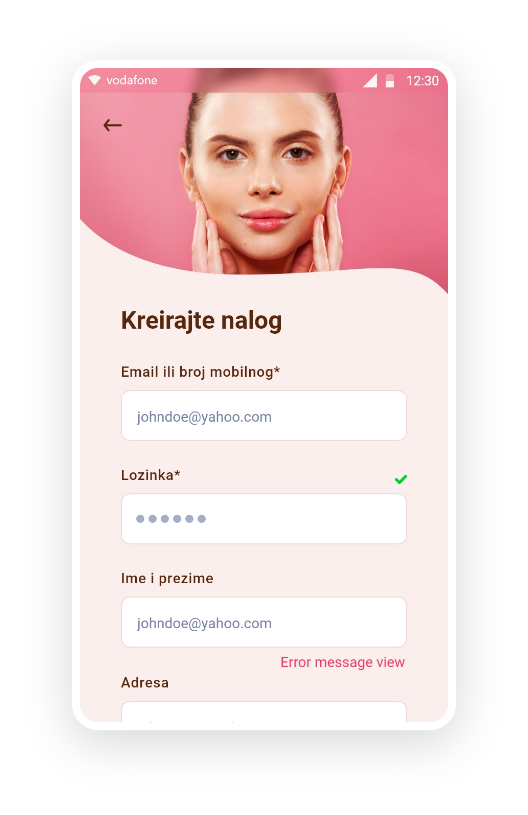 vodafone 12:30
Kreirajte nalog
Email ili broj mobilnog*
johndoe@yahoo.com
Lozinka*
Ime i prezime
johndoe@yahoo.com
Error message view
Adresa